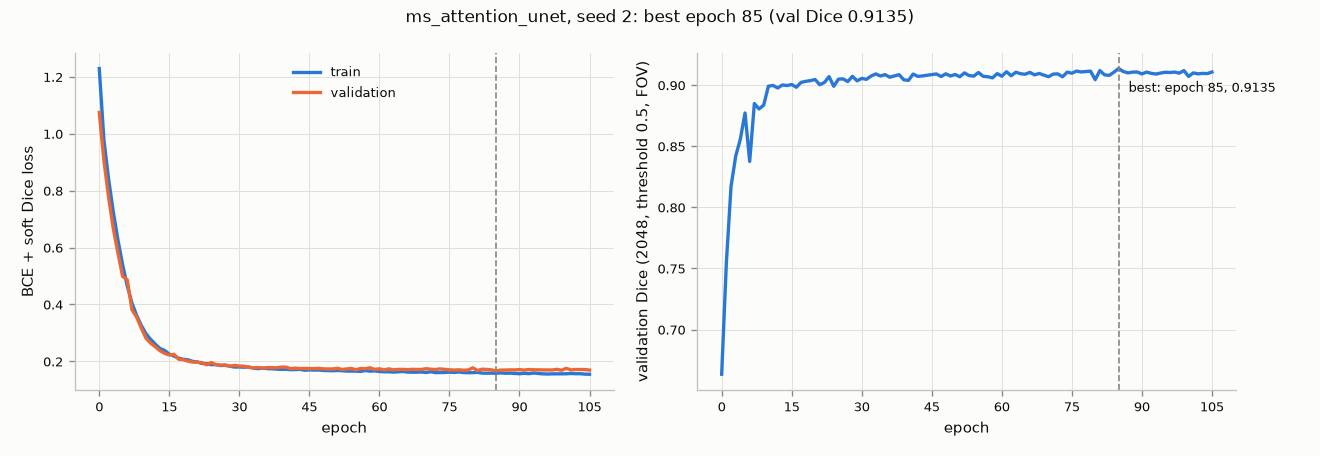 ms_attention_unet, seed 2: best epoch 85 (val Dice 0.9135)
BCE + soft Dice loss
1.2
1.0
0.8
0.6
0.4
0.2
train
validation
0 15 30 45 60 75 90 105
epoch
validation Dice (2048, threshold 0.5, FOV)
0.90
0.85
0.80
0.75
0.70
best: epoch 85, 0.9135
0 15 30 45 60 75 90 105
epoch